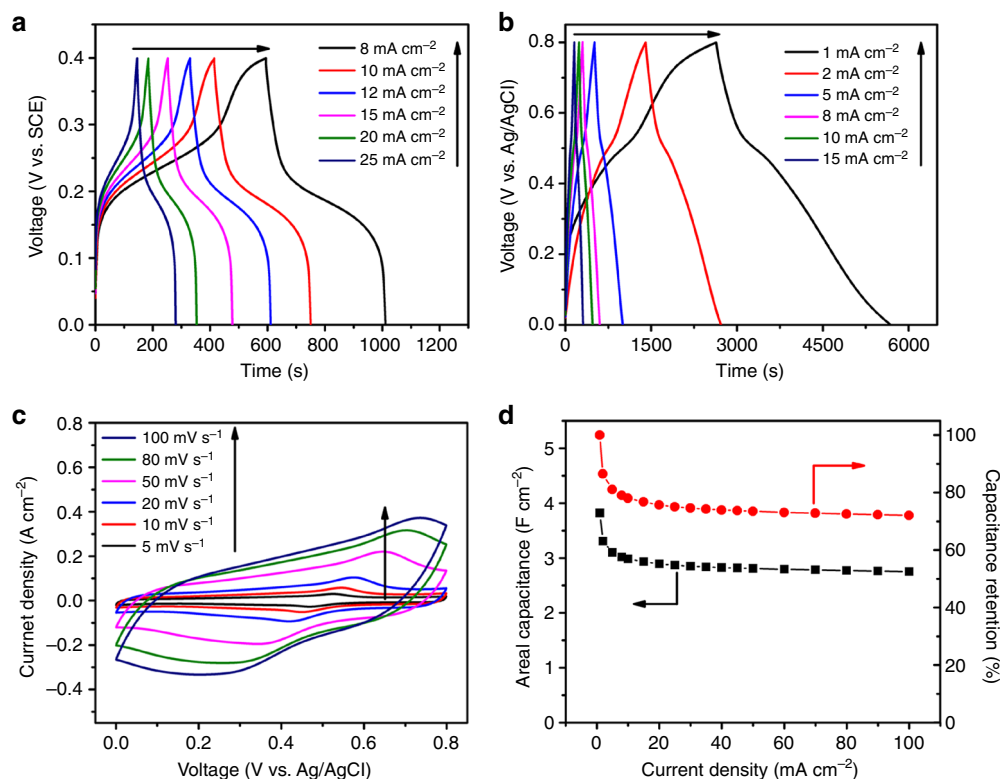 a
Voltage (V vs. SCE)
0.4
0.3
0.2
0.1
0.0
0 200 400 600 800 1000 1200
Time (s)
8 mA cm⁻²
10 mA cm⁻²
12 mA cm⁻²
15 mA cm⁻²
20 mA cm⁻²
25 mA cm⁻²
b
Voltage (V vs. Ag/AgCl)
0.8
0.6
0.4
0.2
0.0
0 1500 3000 4500 6000
Time (s)
1 mA cm⁻²
2 mA cm⁻²
5 mA cm⁻²
8 mA cm⁻²
10 mA cm⁻²
15 mA cm⁻²
c
Currnet density (A cm⁻²)
0.8
0.6
0.4
0.2
0.0
–0.2
–0.4
0.0 0.2 0.4 0.6 0.8
Voltage (V vs. Ag/AgCl)
100 mV s⁻¹
80 mV s⁻¹
50 mV s⁻¹
20 mV s⁻¹
10 mV s⁻¹
5 mV s⁻¹
d
Areal capacitance (F cm⁻²)
5
4
3
2
1
0
0 20 40 60 80 100
Current density (mA cm⁻²)
100
80
60
40
20
0
Capacitance retention (%)